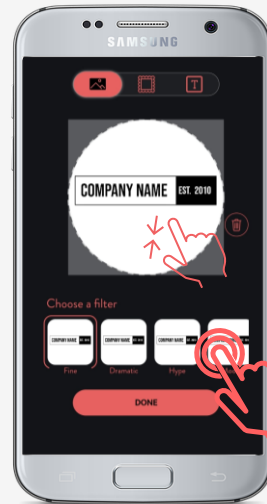 SAMSUNG
T
COMPANY NAME EST. 2010
Choose a filter
COMPANY NAME
COMPANY NAME
COMPANY NAME
Fine
Dramatic
Hype
DONE